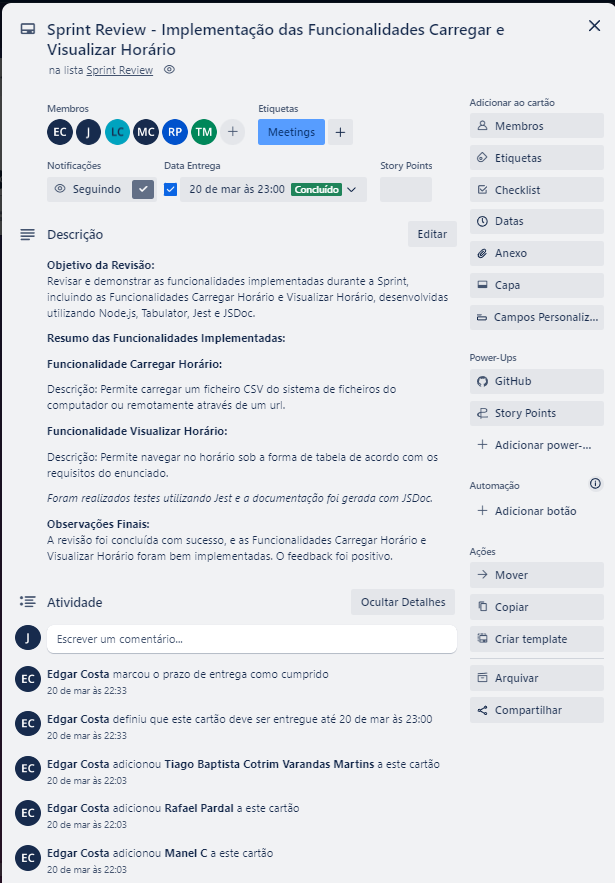 Sprint Review - Implementação das Funcionalidades Carregar e
Visualizar Horário
na lista Sprint Review
Membros
EC J LC MC RP TM
Etiquetas
Meetings
Notificações
Seguindo
Data Entrega
20 de mar às 23:00 Concluído
Story Points
Descrição
Editar
Objetivo da Revisão:
Revisar e demonstrar as funcionalidades implementadas durante a Sprint,
incluindo as Funcionalidades Carregar Horário e Visualizar Horário, desenvolvidas
utilizando Node.js, Tabulator, Jest e JSDoc.
Resumo das Funcionalidades Implementadas:
Funcionalidade Carregar Horário:
Descrição: Permite carregar um ficheiro CSV do sistema de ficheiros do
computador ou remotamente através de um url.
Funcionalidade Visualizar Horário:
Descrição: Permite navegar no horário sob a forma de tabela de acordo com os
requisitos do enunciado.
Foram realizados testes utilizando Jest e a documentação foi gerada com JSDoc.
Observações Finais:
A revisão foi concluída com sucesso, e as Funcionalidades Carregar Horário e
Visualizar Horário foram bem implementadas. O feedback foi positivo.
Atividade
Ocultar Detalhes
J
Escrever um comentário...
EC
Edgar Costa marcou o prazo de entrega como cumprido
20 de mar às 22:33
EC
Edgar Costa definiu que este cartão deve ser entregue até 20 de mar às 23:00
20 de mar às 22:33
EC
Edgar Costa adicionou Tiago Baptista Cotrim Varandas Martins a este cartão
20 de mar às 22:03
EC
Edgar Costa adicionou Rafael Pardal a este cartão
20 de mar às 22:03
EC
Edgar Costa adicionou Manel C a este cartão
20 de mar às 22:03
Adicionar ao cartão
Membros
Etiquetas
Checklist
Datas
Anexo
Capa
Campos Personaliz...
Power-Ups
GitHub
Story Points
Adicionar power-...
Automação
Adicionar botão
Ações
Mover
Copiar
Criar template
Arquivar
Compartilhar